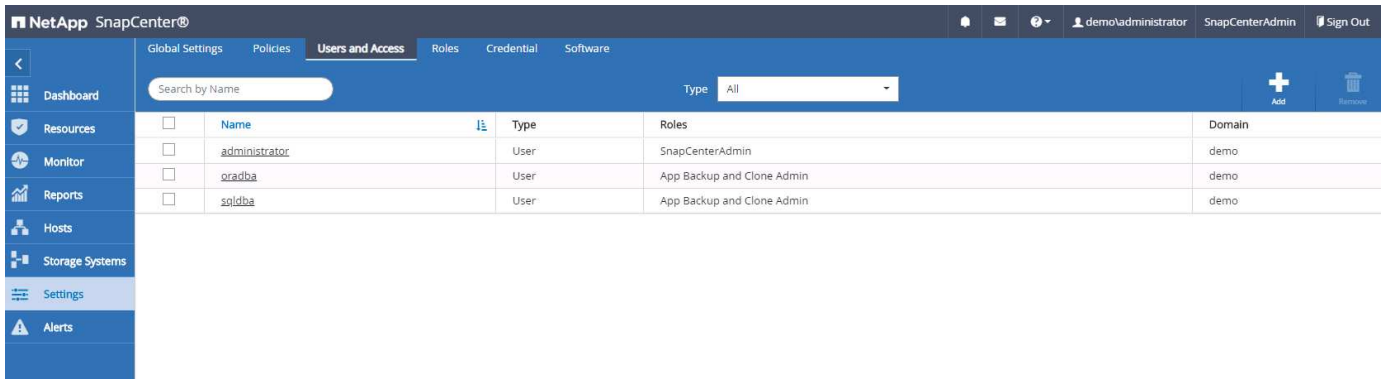 NetApp SnapCenter®
demo\administrator SnapCenterAdmin Sign Out
Global Settings Policies Users and Access Roles Credential Software
Dashboard
Resources
Monitor
Reports
Hosts
Storage Systems
Settings
Alerts
Search by Name Type All Add Remove
Name Type Roles Domain
administrator User SnapCenterAdmin demo
oradba User App Backup and Clone Admin demo
sqldba User App Backup and Clone Admin demo